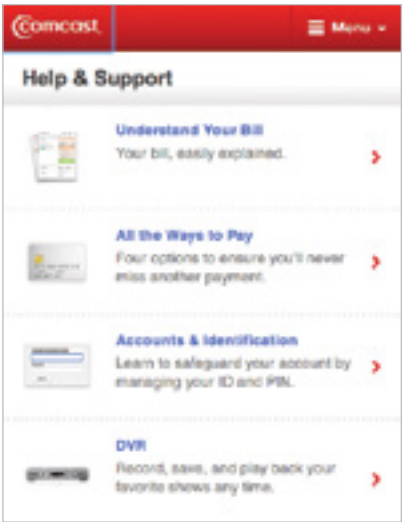 Comcast
Menu
Help & Support
Understand Your Bill
Your bill, easily explained.
All the Ways to Pay
Four options to ensure you'll never
miss another payment.
Accounts & Identification
Learn to safeguard your account by
managing your ID and PIN.
DVR
Record, save, and play back your
favorite shows any time.